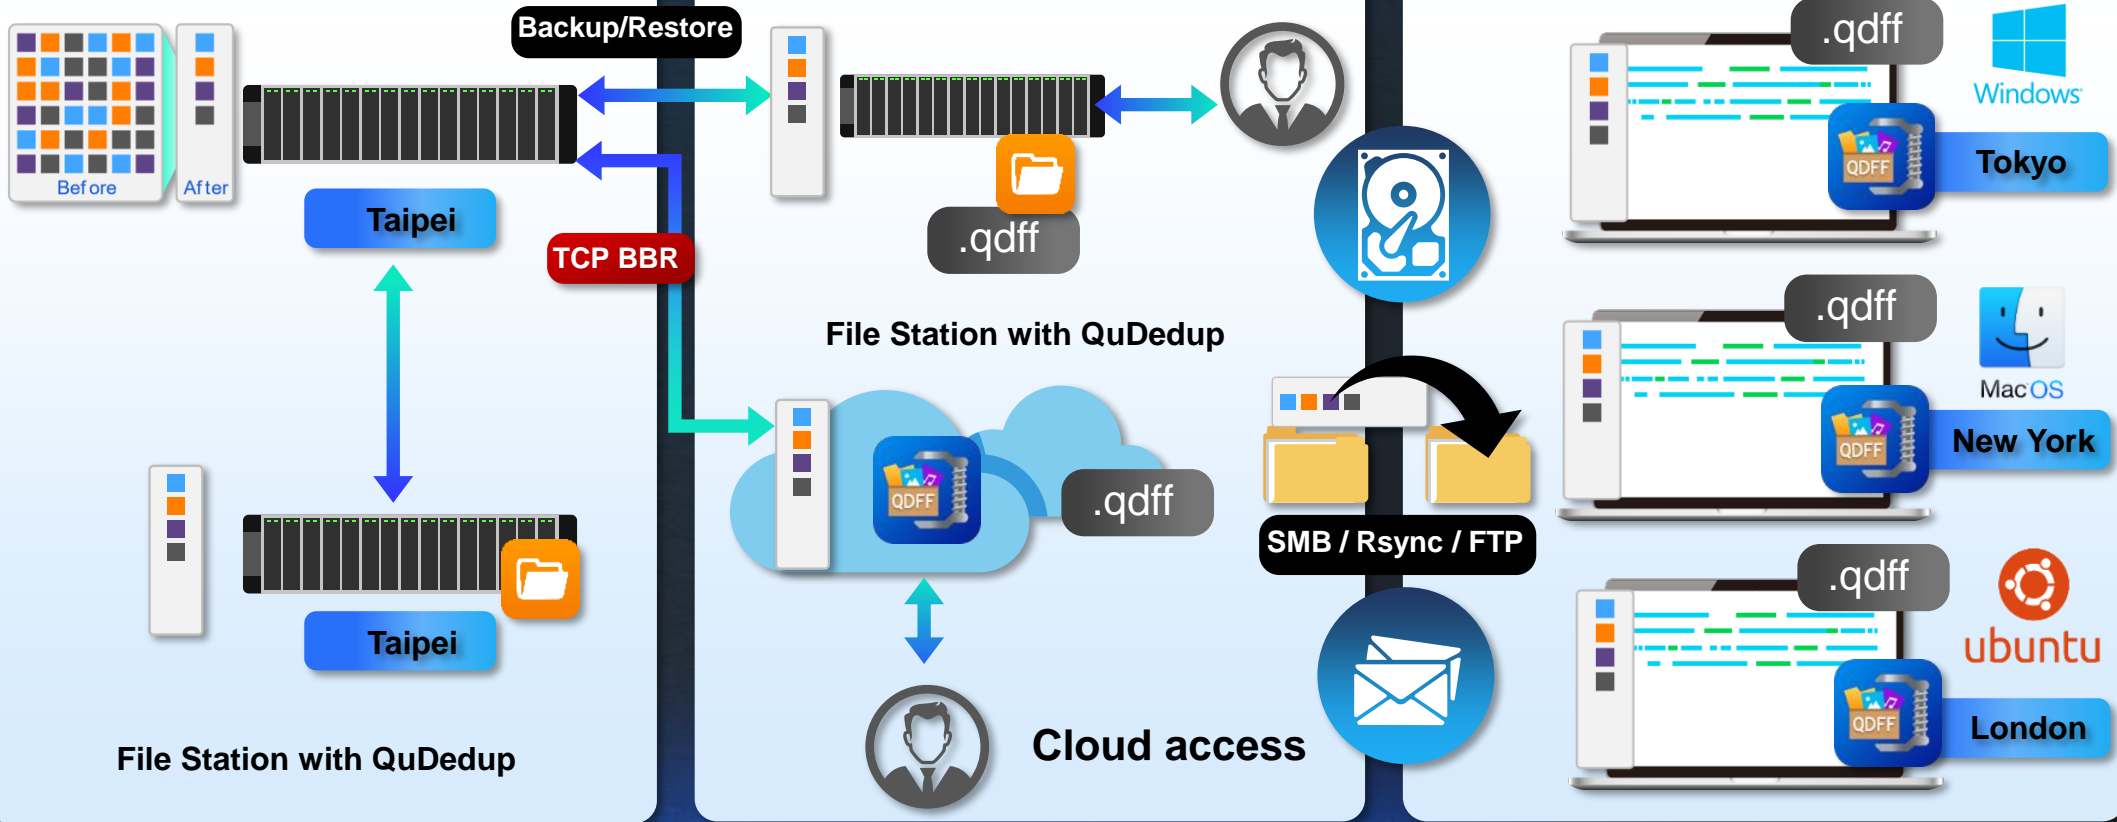 Before
After
Taipei
Taipei
File Station with QuDedup
Backup/Restore
TCP BBR
.qdff
File Station with QuDedup
QDFF
.qdff
Cloud access
SMB / Rsync / FTP
.qdff
Windows
QDFF
Tokyo
.qdff
MacOS
QDFF
New York
.qdff
ubuntu
QDFF
London